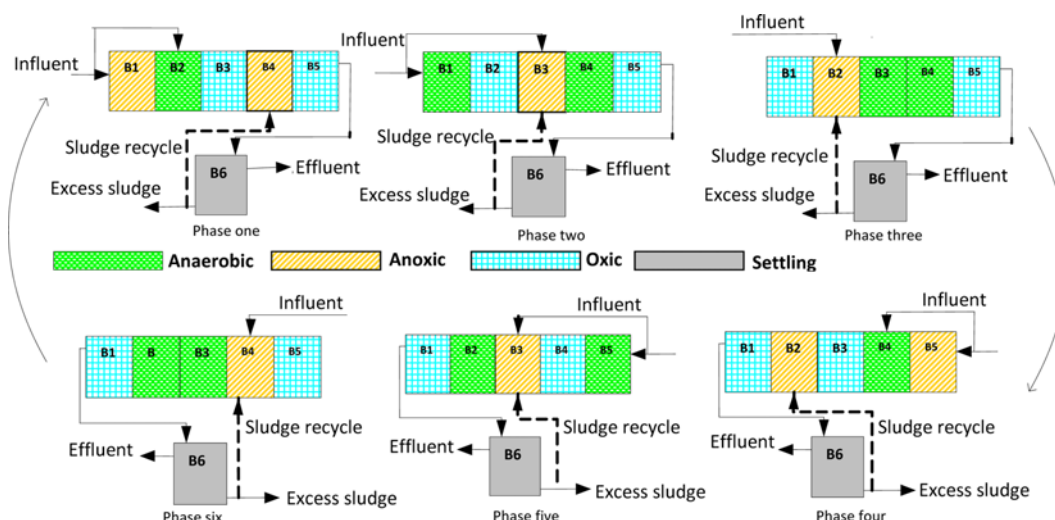 Influent
B1 B2 B3 B4 B5
Sludge recycle
Excess sludge
B6
Effluent
Phase one
Influent
B1 B2 B3 B4 B5
Sludge recycle
Excess sludge
B6
Effluent
Phase two
Influent
B1 B2 B3 B4 B5
Sludge recycle
Excess sludge
B6
Effluent
Phase three
Anaerobic Anoxic Oxic Settling
Influent
B1 B B3 B4 B5
Sludge recycle
Effluent
B6
Excess sludge
Phase six
Influent
B1 B2 B3 B4 B5
Sludge recycle
Effluent
B6
Excess sludge
Phase five
Influent
B1 B2 B3 B4 B5
Sludge recycle
Effluent
B6
Excess sludge
Phase four